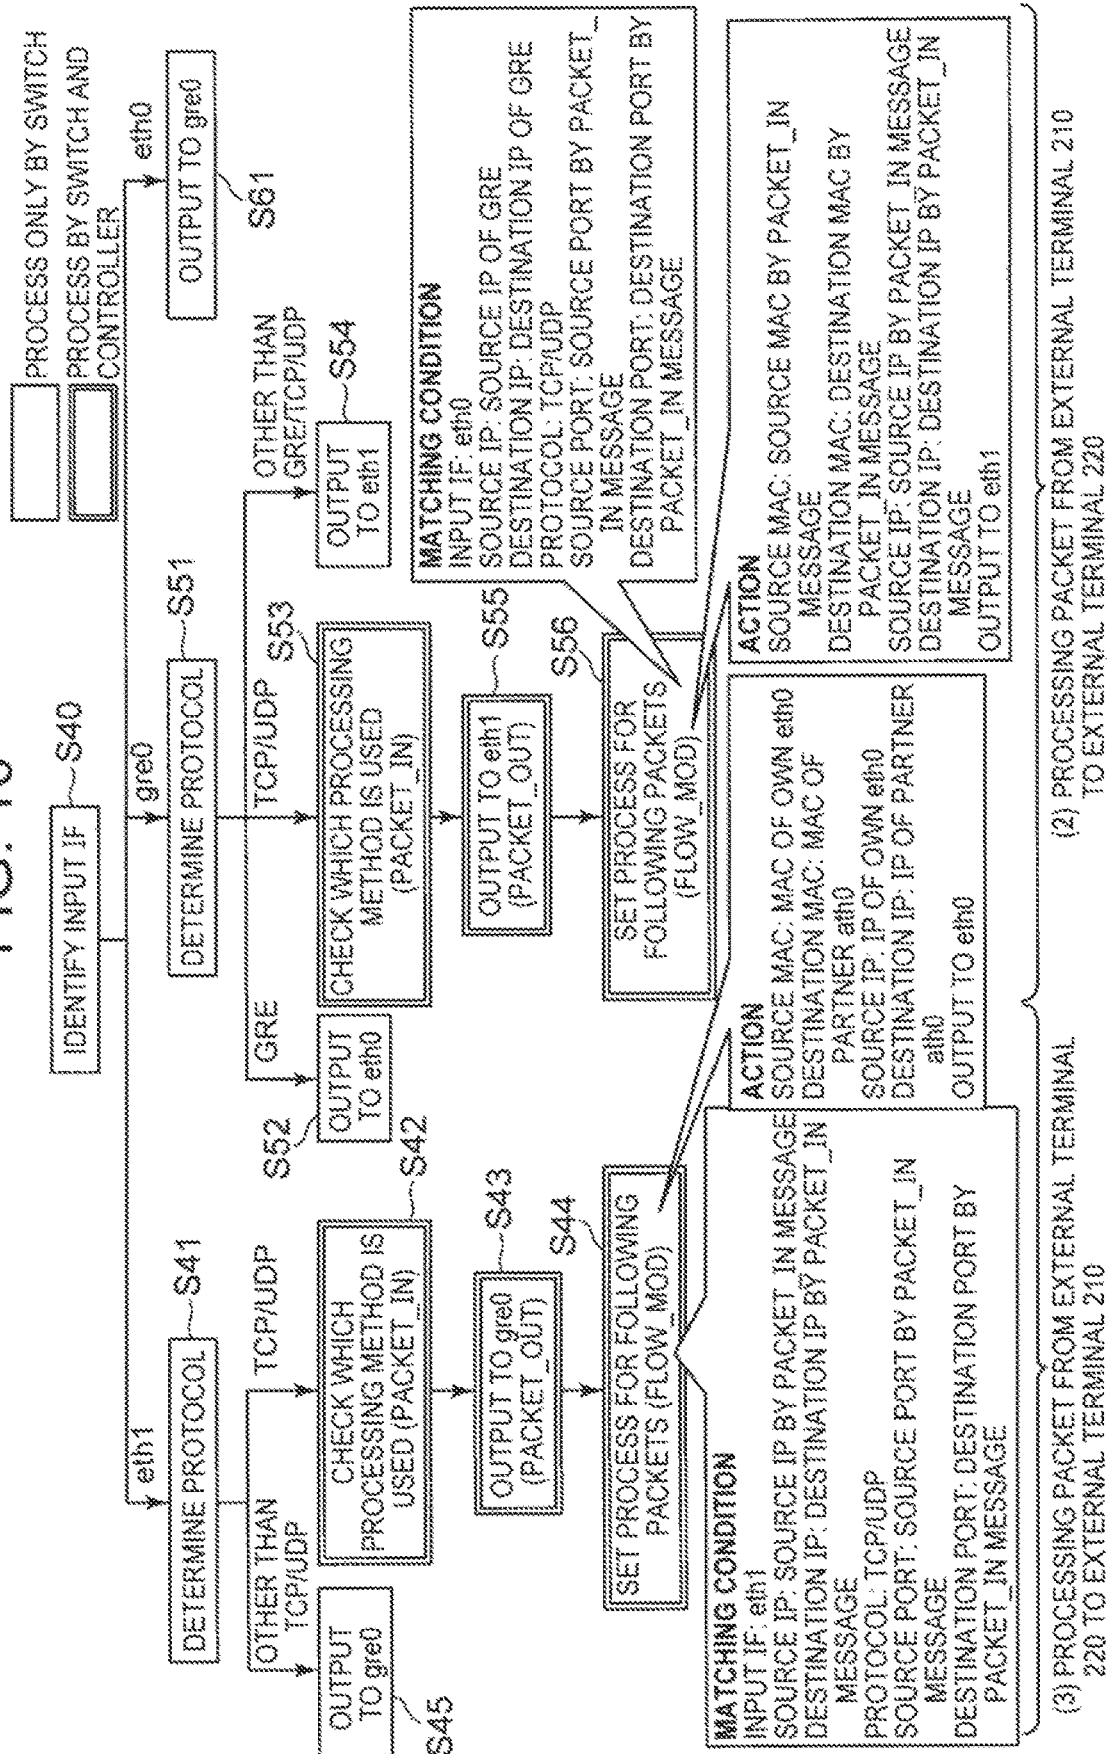 PROCESS ONLY BY SWITCH
PROCESS BY SWITCH AND
CONTROLLER
IDENTIFY INPUT IF
S40
eth1
gre0
eth0
DETERMINE PROTOCOL
S41
DETERMINE PROTOCOL
S51
OUTPUT TO gre0
S61
OTHER THAN
TCP/UDP
TCP/UDP
GRE
TCP/UDP
OTHER THAN
GRE/TCP/UDP
OUTPUT
TO gre0
S45
CHECK WHICH
PROCESSING METHOD IS
USED (PACKET_IN)
S42
OUTPUT
TO eth0
S52
CHECK WHICH PROCESSING
METHOD IS USED
(PACKET_IN)
S53
OUTPUT
TO eth1
S54
OUTPUT TO gre0
(PACKET_OUT)
S43
OUTPUT TO eth1
(PACKET_OUT)
S55
SET PROCESS FOR FOLLOWING
PACKETS (FLOW_MOD)
S44
SET PROCESS FOR
FOLLOWING PACKETS
(FLOW_MOD)
S56
MATCHING CONDITION
INPUT IF: eth0
SOURCE IP: SOURCE IP OF GRE
DESTINATION IP: DESTINATION IP OF GRE
PROTOCOL: TCP/UDP
SOURCE PORT: SOURCE PORT BY PACKET_
IN MESSAGE
DESTINATION PORT: DESTINATION PORT BY
PACKET_IN MESSAGE
MATCHING CONDITION
INPUT IF: eth1
SOURCE IP: SOURCE IP BY PACKET_IN MESSAGE
DESTINATION IP: DESTINATION IP BY PACKET_IN
MESSAGE
PROTOCOL: TCP/UDP
SOURCE PORT: SOURCE PORT BY PACKET_IN
MESSAGE
DESTINATION PORT: DESTINATION PORT BY
PACKET_IN MESSAGE
ACTION
SOURCE MAC: MAC OF OWN eth0
DESTINATION MAC: MAC OF
PARTNER ath0
SOURCE IP: IP OF OWN eth0
DESTINATION IP: IP OF PARTNER
ath0
OUTPUT TO eth0
ACTION
SOURCE MAC: SOURCE MAC BY PACKET_IN
MESSAGE
DESTINATION MAC: DESTINATION MAC BY
PACKET_IN MESSAGE
SOURCE IP: SOURCE IP BY PACKET_IN MESSAGE
DESTINATION IP: DESTINATION IP BY PACKET_IN
MESSAGE
OUTPUT TO eth1
(3) PROCESSING PACKET FROM EXTERNAL TERMINAL
220 TO EXTERNAL TERMINAL 210
(2) PROCESSING PACKET FROM EXTERNAL TERMINAL 210
TO EXTERNAL TERMINAL 220